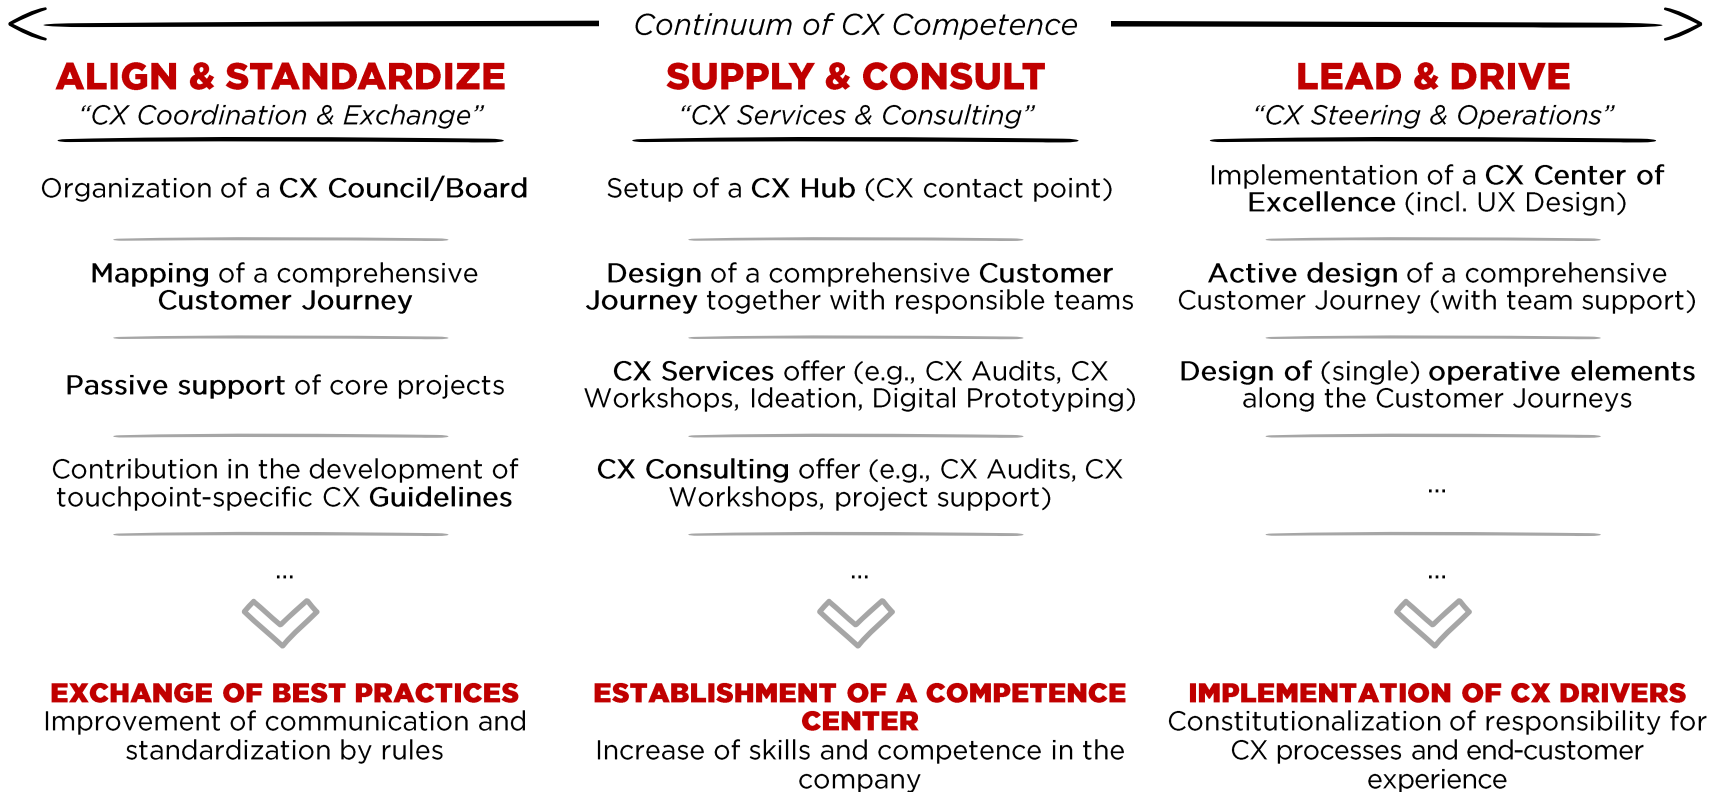 Continuum of CX Competence
ALIGN & STANDARDIZE
“CX Coordination & Exchange”
Organization of a CX Council/Board
Mapping of a comprehensive
Customer Journey
Passive support of core projects
Contribution in the development of
touchpoint-specific CX Guidelines
...
EXCHANGE OF BEST PRACTICES
Improvement of communication and
standardization by rules
SUPPLY & CONSULT
“CX Services & Consulting”
Setup of a CX Hub (CX contact point)
Design of a comprehensive Customer
Journey together with responsible teams
CX Services offer (e.g., CX Audits, CX
Workshops, Ideation, Digital Prototyping)
CX Consulting offer (e.g., CX Audits, CX
Workshops, project support)
...
ESTABLISHMENT OF A COMPETENCE
CENTER
Increase of skills and competence in the
company
LEAD & DRIVE
“CX Steering & Operations”
Implementation of a CX Center of
Excellence (incl. UX Design)
Active design of a comprehensive
Customer Journey (with team support)
Design of (single) operative elements
along the Customer Journeys
...
...
IMPLEMENTATION OF CX DRIVERS
Constitutionalization of responsibility for
CX processes and end-customer
experience